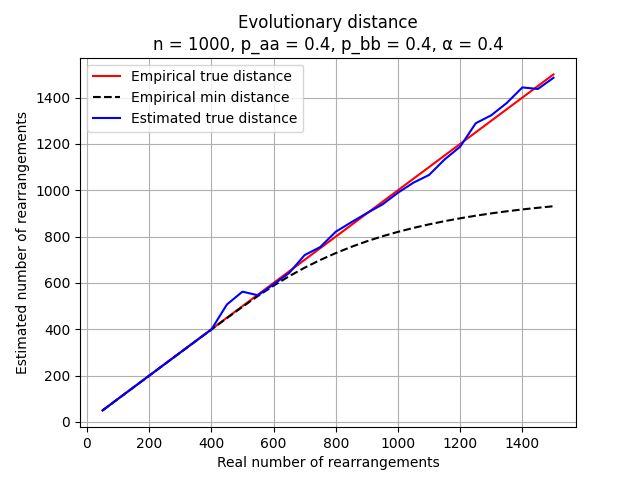 Evolutionary distance
n = 1000, p_aa = 0.4, p_bb = 0.4, α = 0.4
Empirical true distance
Empirical min distance
Estimated true distance
Estimated number of rearrangements
1400
1200
1000
800
600
400
200
0
0 200 400 600 800 1000 1200 1400
Real number of rearrangements